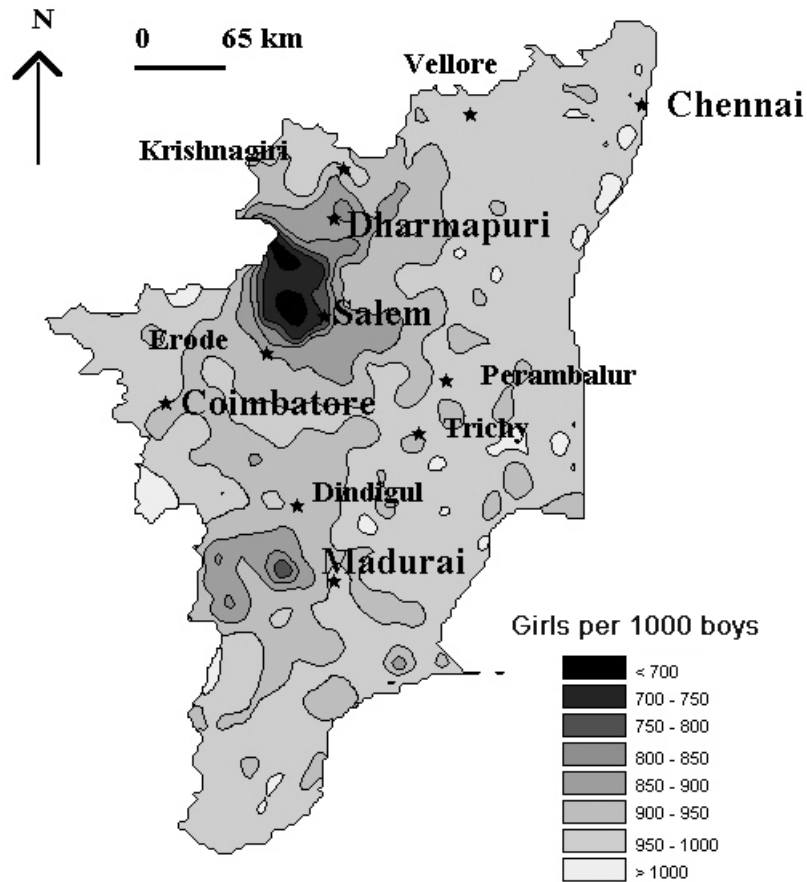 N
0 65 km
Vellore
Chennai
Krishnagiri
Dharmapuri
Salem
Erode
Perambalur
Coimbatore
Trichy
Dindigul
Madurai
Girls per 1000 boys
< 700
700 - 750
750 - 800
800 - 850
850 - 900
900 - 950
950 - 1000
> 1000